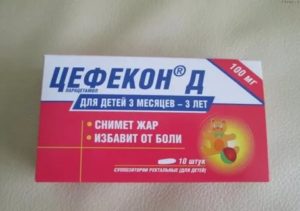 ЦЕФЕКОН® Д
ПАРАЦЕТАМОЛ
100 МГ
ДЛЯ ДЕТЕЙ 3 МЕСЯЦЕВ – 3 ЛЕТ
• СНИМЕТ ЖАР
• ИЗБАВИТ ОТ БОЛИ
10 ШТУК
СУППОЗИТОРИИ РЕКТАЛЬНЫЕ (ДЛЯ ДЕТЕЙ)